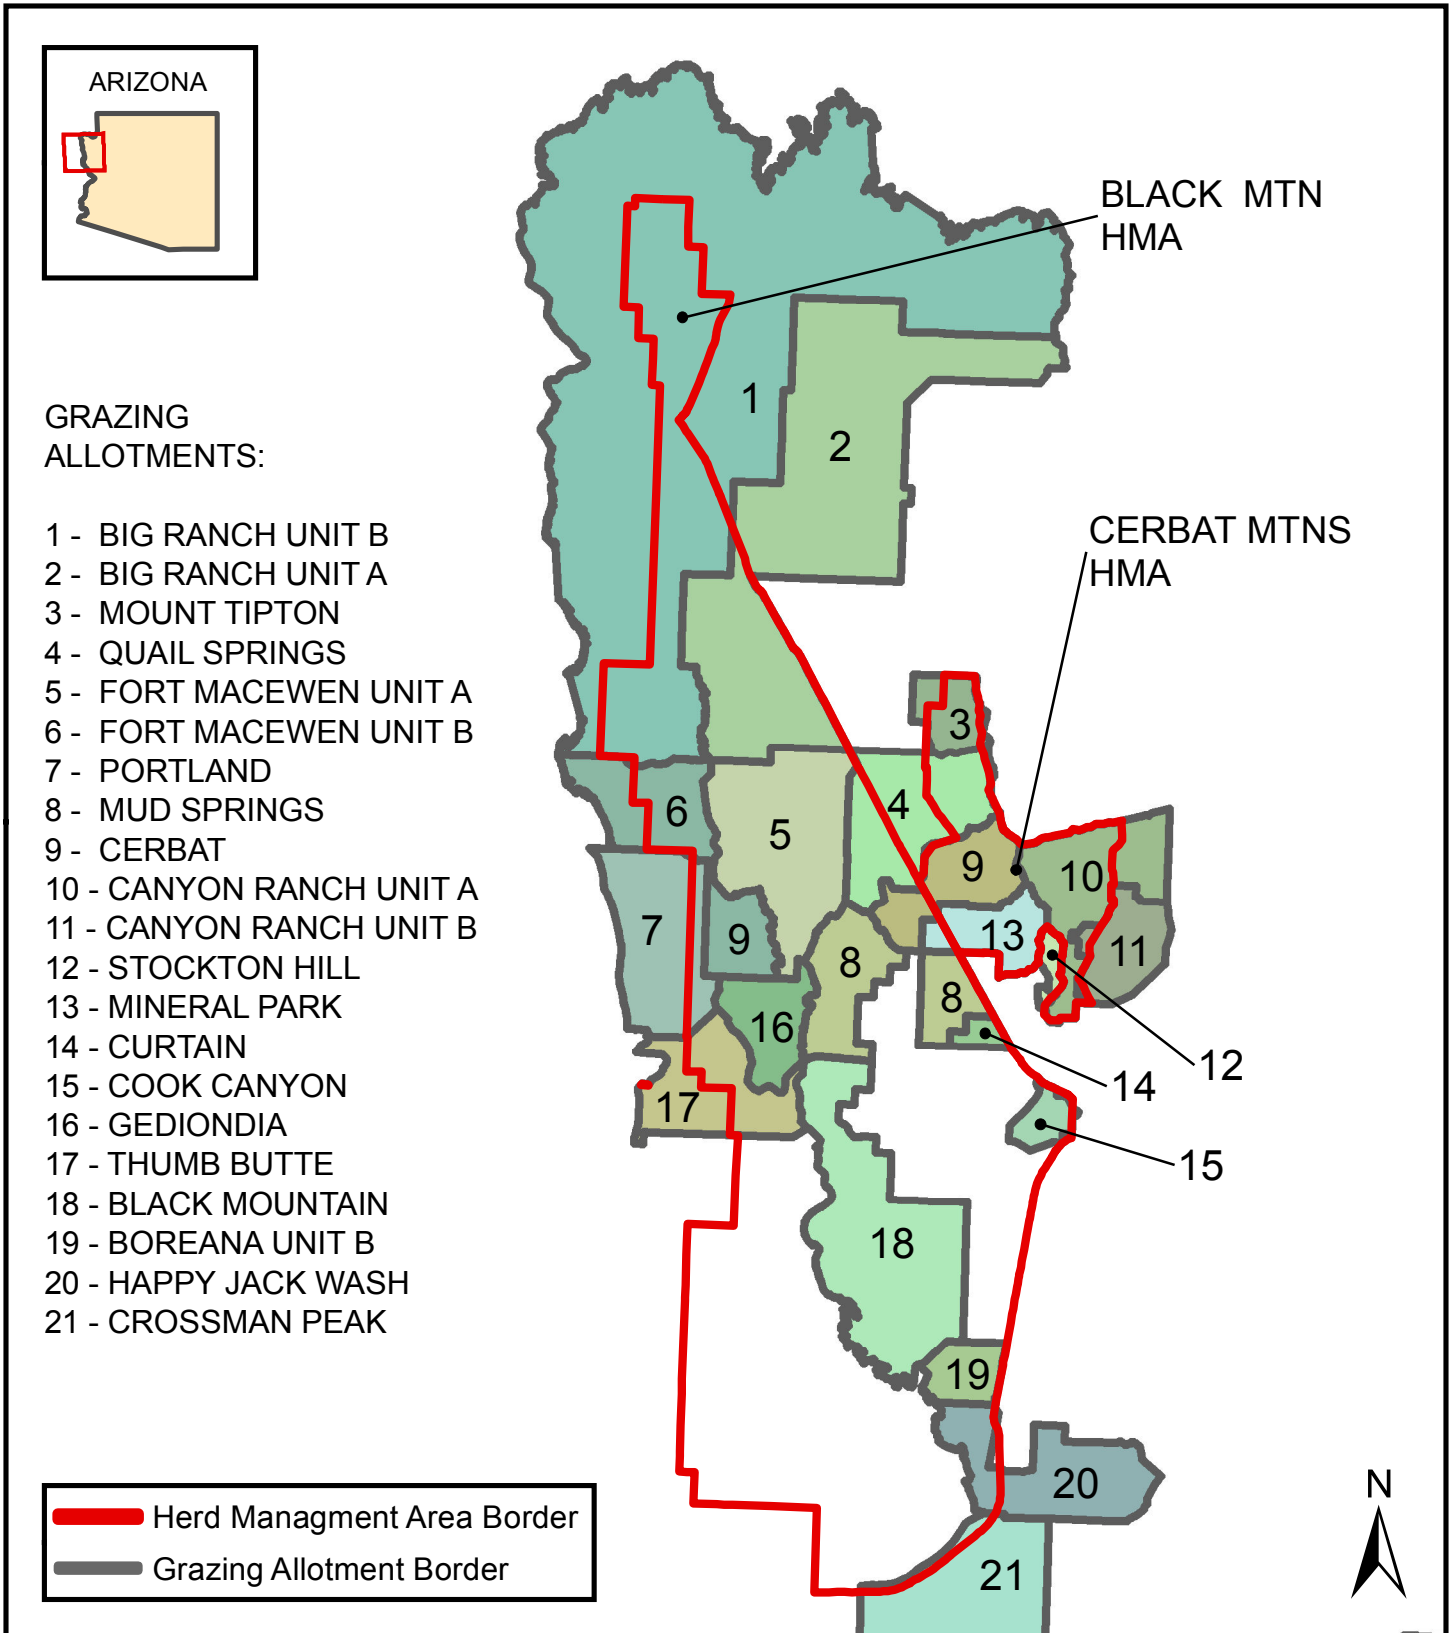 ARIZONA
BLACK MTN
HMA
GRAZING
ALLOTMENTS:
1 - BIG RANCH UNIT B
2 - BIG RANCH UNIT A
3 - MOUNT TIPTON
4 - QUAIL SPRINGS
5 - FORT MACEWEN UNIT A
6 - FORT MACEWEN UNIT B
7 - PORTLAND
8 - MUD SPRINGS
9 - CERBAT
10 - CANYON RANCH UNIT A
11 - CANYON RANCH UNIT B
12 - STOCKTON HILL
13 - MINERAL PARK
14 - CURTAIN
15 - COOK CANYON
16 - GEDIONDIA
17 - THUMB BUTTE
18 - BLACK MOUNTAIN
19 - BOREANA UNIT B
20 - HAPPY JACK WASH
21 - CROSSMAN PEAK
CERBAT MTNS
HMA
1
2
3
4
5
6
9
10
7
9
8
13
11
8
16
12
14
17
15
18
19
20
21
Herd Managment Area Border
Grazing Allotment Border
N